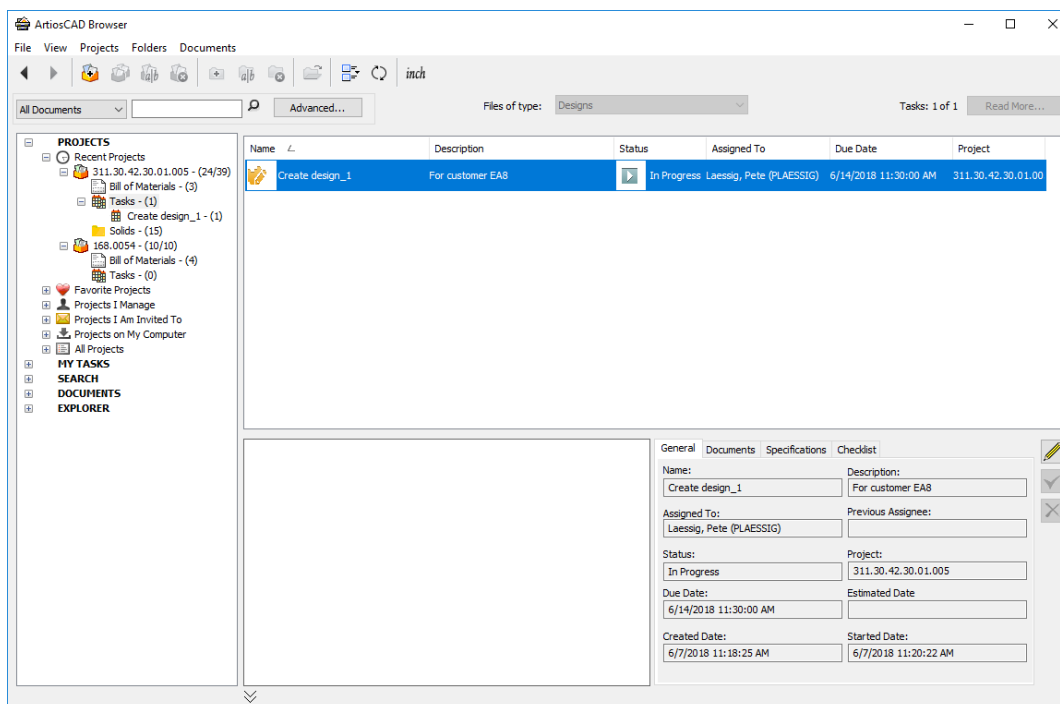 ArtiosCAD Browser
File View Projects Folders Documents
a|b a|b inch
All Documents Advanced... Files of type: Designs Tasks: 1 of 1 Read More...
PROJECTS
Recent Projects
311.30.42.30.01.005 - (24/39)
Bill of Materials - (3)
Tasks - (1)
Create design_1 - (1)
Solids - (15)
168.0054 - (10/10)
Bill of Materials - (4)
Tasks - (0)
Favorite Projects
Projects I Manage
Projects I Am Invited To
Projects on My Computer
All Projects
MY TASKS
SEARCH
DOCUMENTS
EXPLORER
Name Description Status Assigned To Due Date Project
Create design_1 For customer EA8 In Progress Laessig, Pete (PLAESSIG) 6/14/2018 11:30:00 AM 311.30.42.30.01.00
General Documents Specifications Checklist
Name: Description:
Create design_1 For customer EA8
Assigned To: Previous Assignee:
Laessig, Pete (PLAESSIG)
Status: Project:
In Progress 311.30.42.30.01.005
Due Date: Estimated Date
6/14/2018 11:30:00 AM
Created Date: Started Date:
6/7/2018 11:18:25 AM 6/7/2018 11:20:22 AM